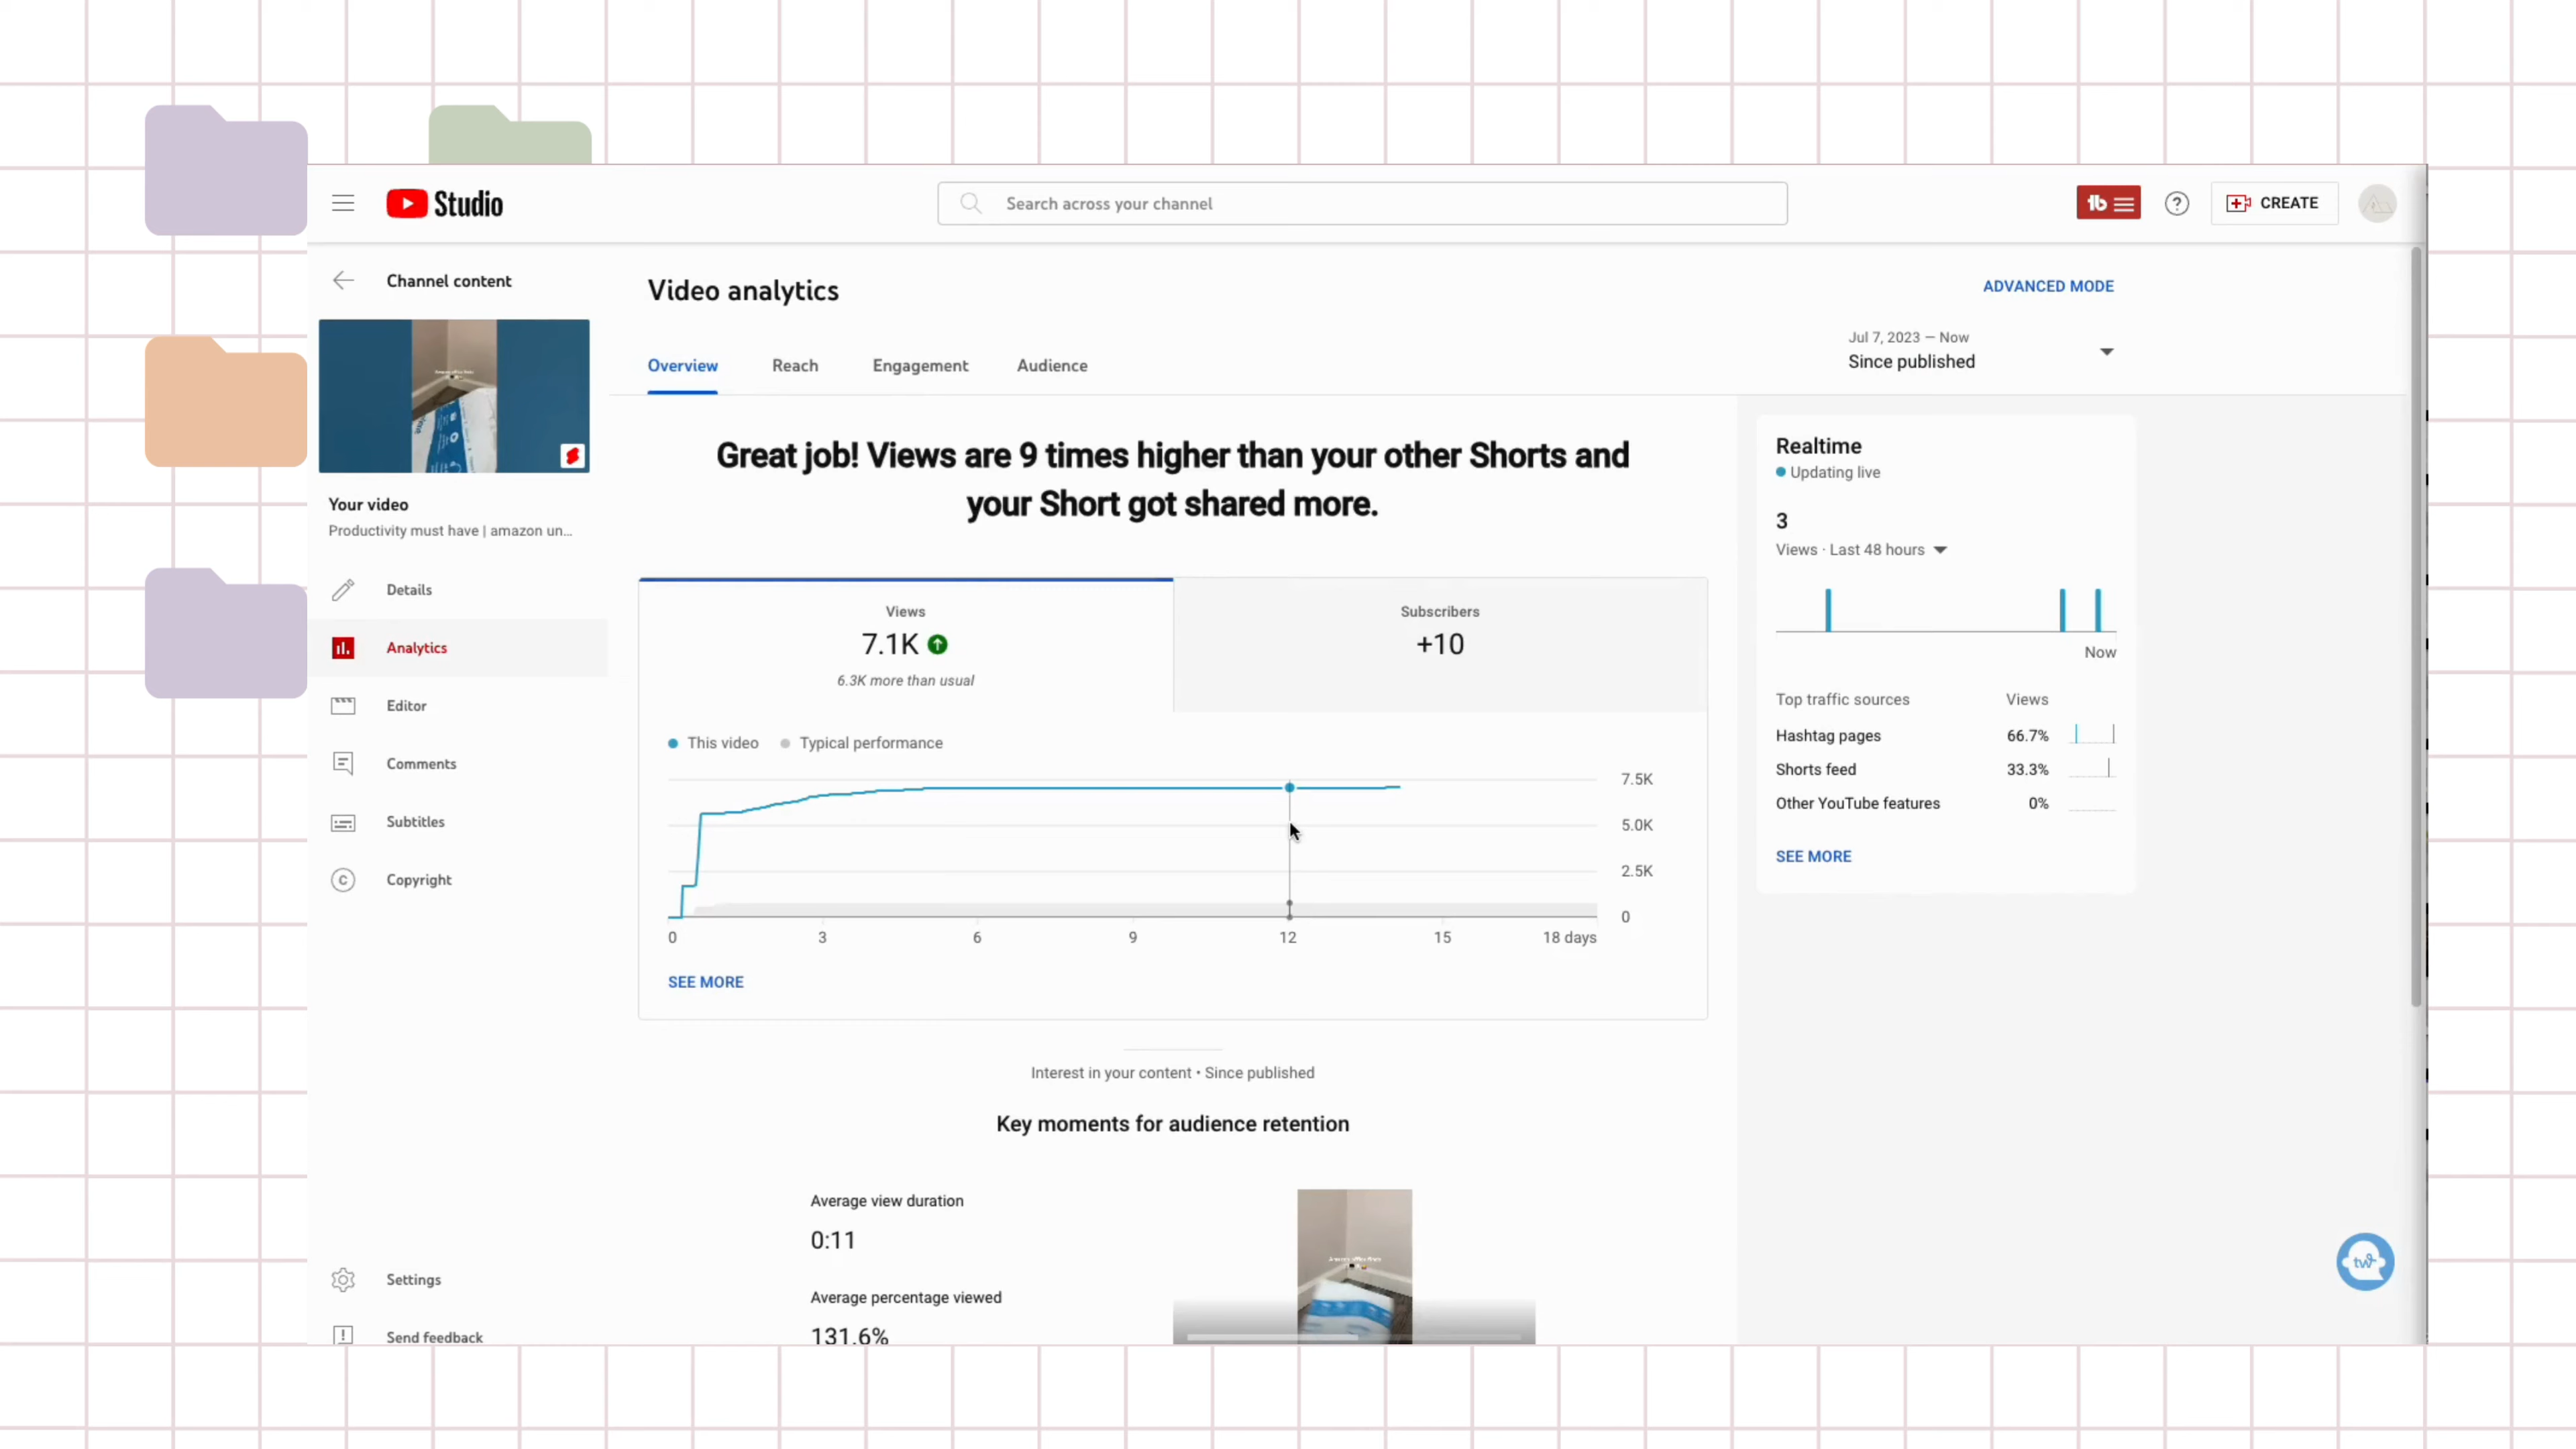 Studio
Search across your channel
CREATE
Channel content
Your video
Productivity must have | amazon un...
Details
Analytics
Editor
Comments
Subtitles
Copyright
Settings
Send feedback
Video analytics
ADVANCED MODE
Overview
Reach
Engagement
Audience
Jul 7, 2023 – Now
Since published
Great job! Views are 9 times higher than your other Shorts and
your Short got shared more.
Views
7.1K
6.3K more than usual
Subscribers
+10
This video
Typical performance
7.5K
5.0K
2.5K
0
0
3
6
9
12
15
18 days
SEE MORE
Interest in your content • Since published
Key moments for audience retention
Average view duration
0:11
Average percentage viewed
131.6%
Realtime
Updating live
3
Views · Last 48 hours
Now
Top traffic sources
Views
Hashtag pages
66.7%
Shorts feed
33.3%
Other YouTube features
0%
SEE MORE